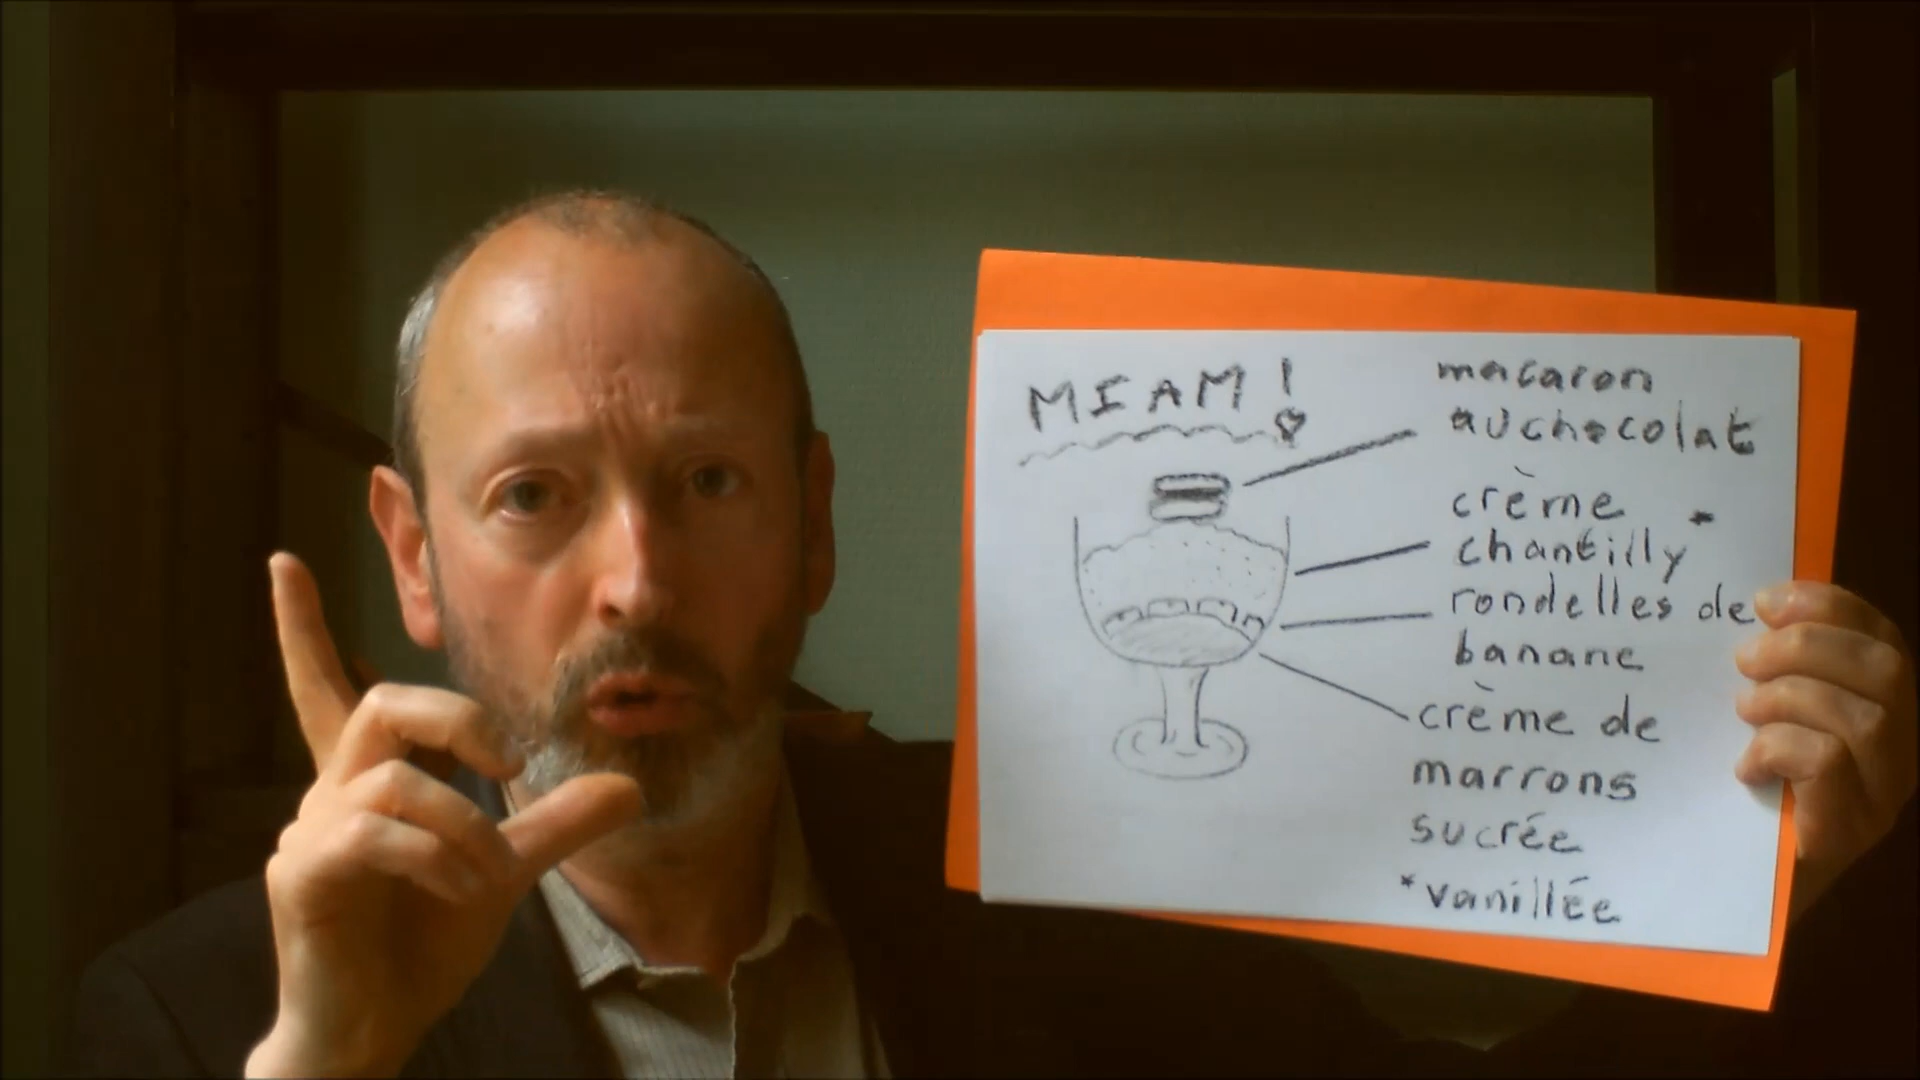 MIAM !
macaron
au chocolat
crème
chantilly*
rondelles de
banane
crème de
marrons
sucrée
*vanillée